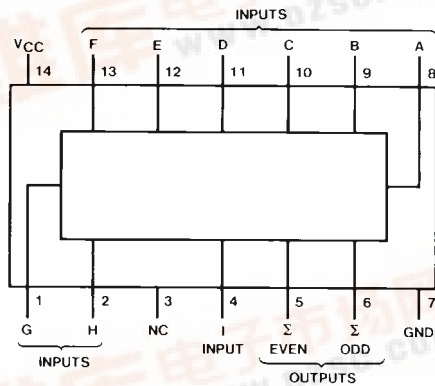 INPUTS
VCC F E D C B A
14 13 12 11 10 9 8
1 2 3 4 5 6 7
G H NC I Σ Σ GND
INPUTS INPUT EVEN ODD
OUTPUTS